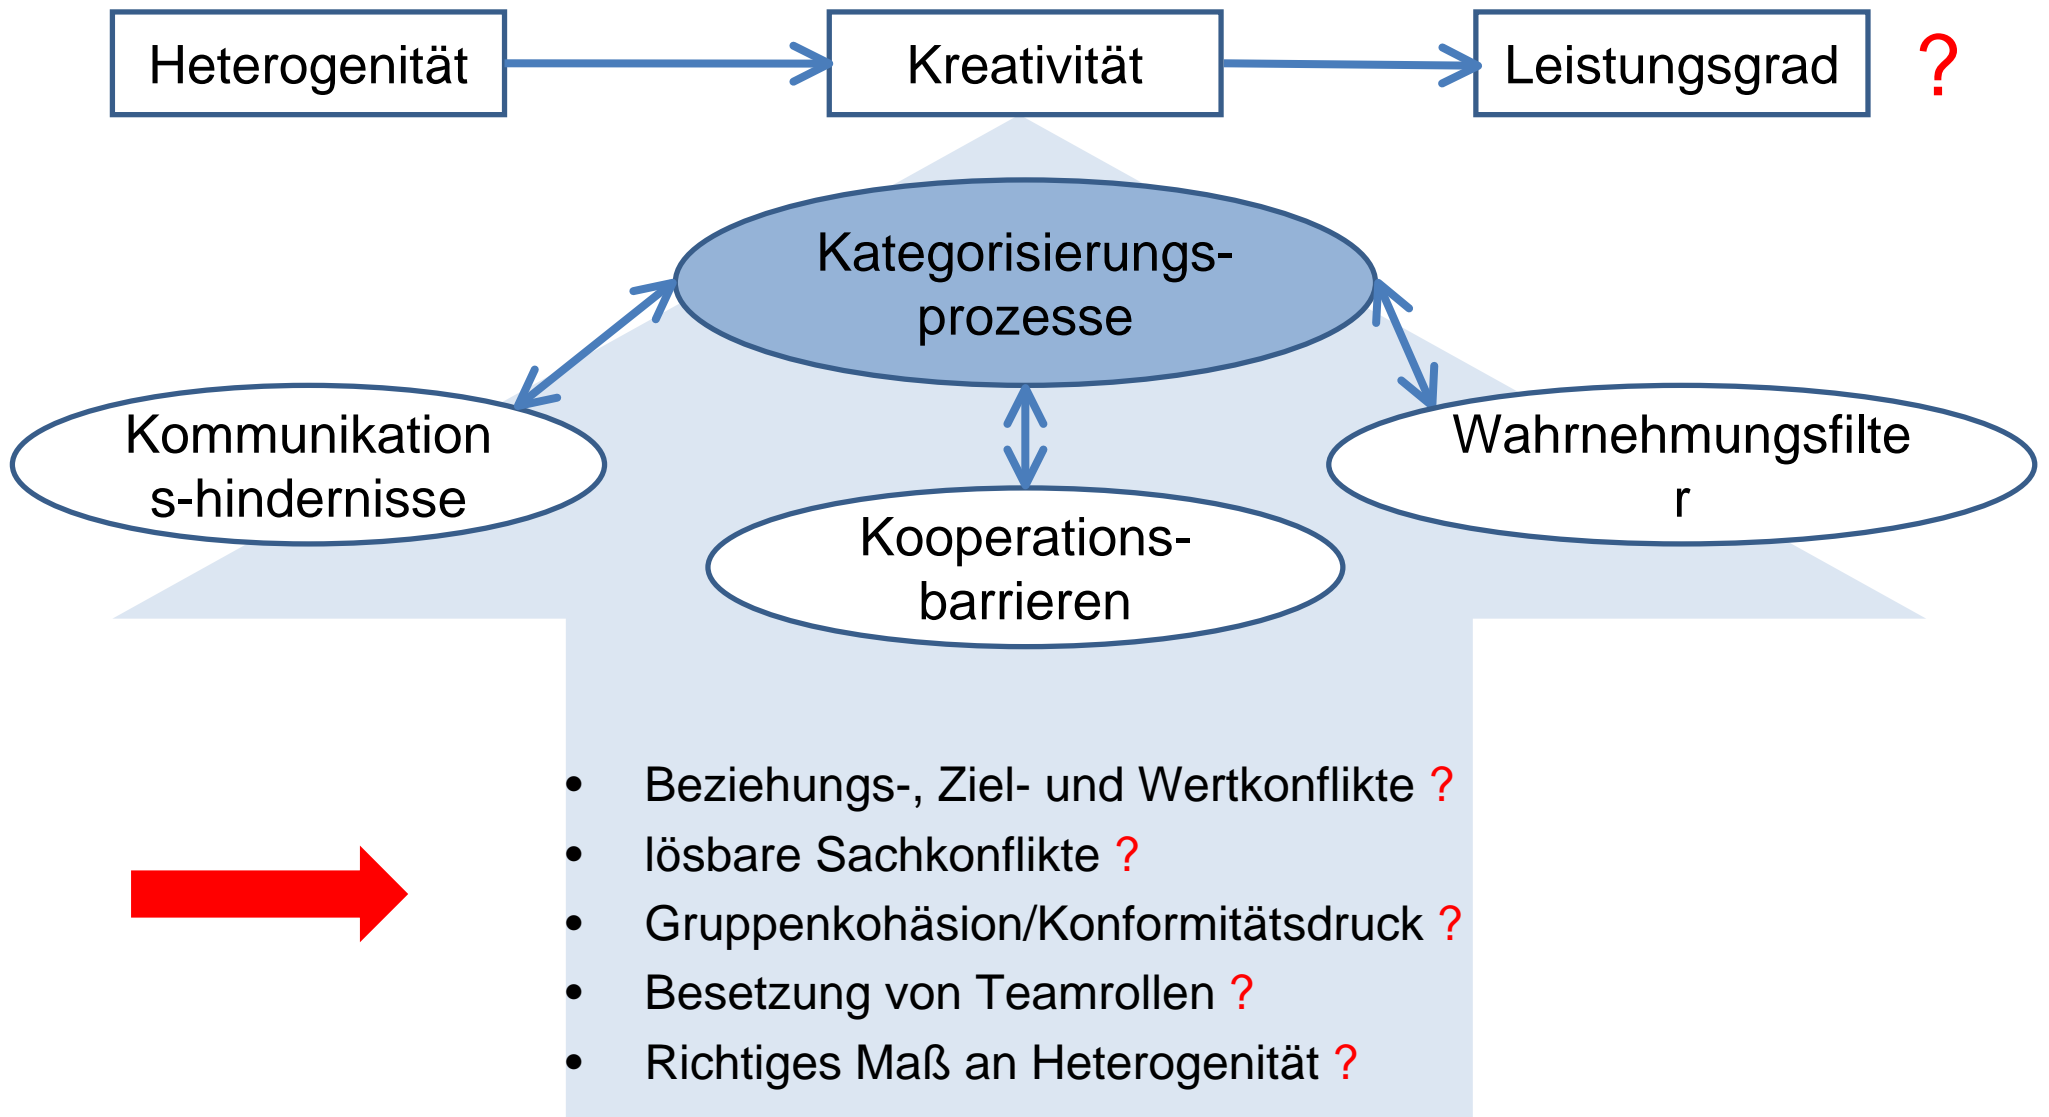 Heterogenität
Kreativität
Leistungsgrad
?
Kategorisierungs-
prozesse
Kommunikation
s-hindernisse
Wahrnehmungsfilte
r
Kooperations-
barrieren
• Beziehungs-, Ziel- und Wertkonflikte ?
• lösbare Sachkonflikte ?
• Gruppenkohäsion/Konformitätsdruck ?
• Besetzung von Teamrollen ?
• Richtiges Maß an Heterogenität ?